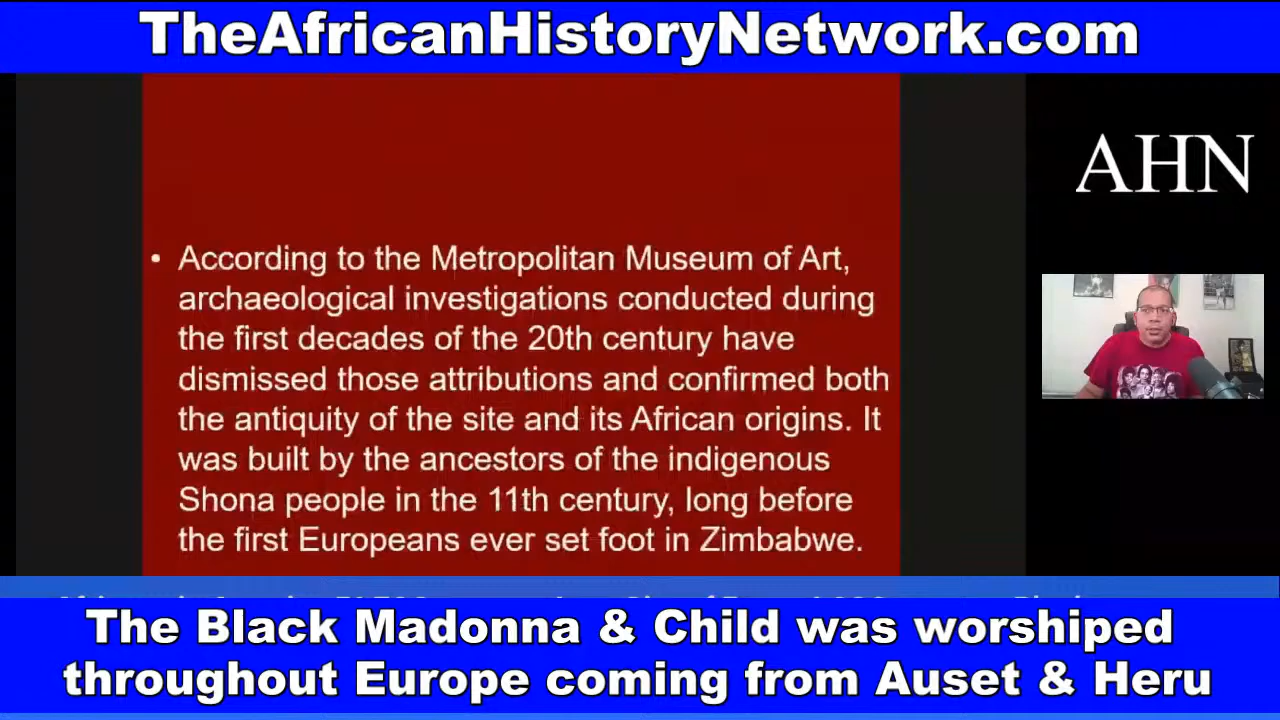 TheAfricanHistoryNetwork.com
AHN
• According to the Metropolitan Museum of Art,
archaeological investigations conducted during
the first decades of the 20th century have
dismissed those attributions and confirmed both
the antiquity of the site and its African origins. It
was built by the ancestors of the indigenous
Shona people in the 11th century, long before
the first Europeans ever set foot in Zimbabwe.
The Black Madonna & Child was worshiped
throughout Europe coming from Auset & Heru